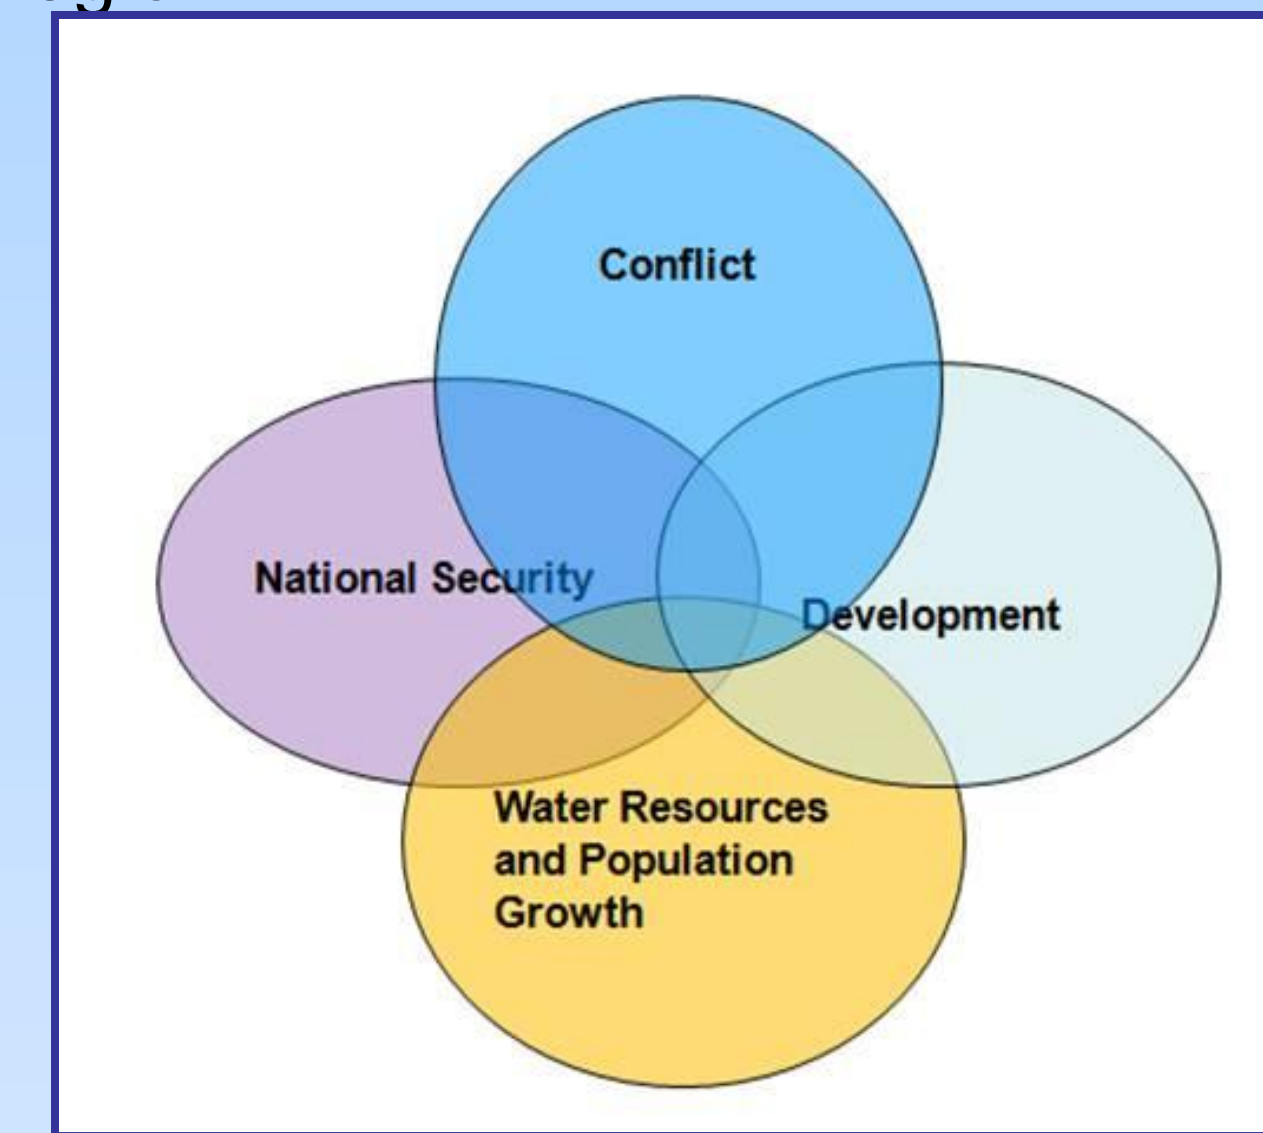 Conflict
National Security
Development
Water Resources
and Population
Growth